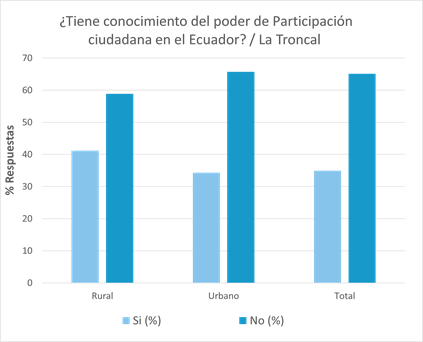 ¿Tiene conocimiento del poder de Participación
ciudadana en el Ecuador? / La Troncal
% Respuestas
70
60
50
40
30
20
10
0
Rural
Urbano
Total
Si (%)
No (%)